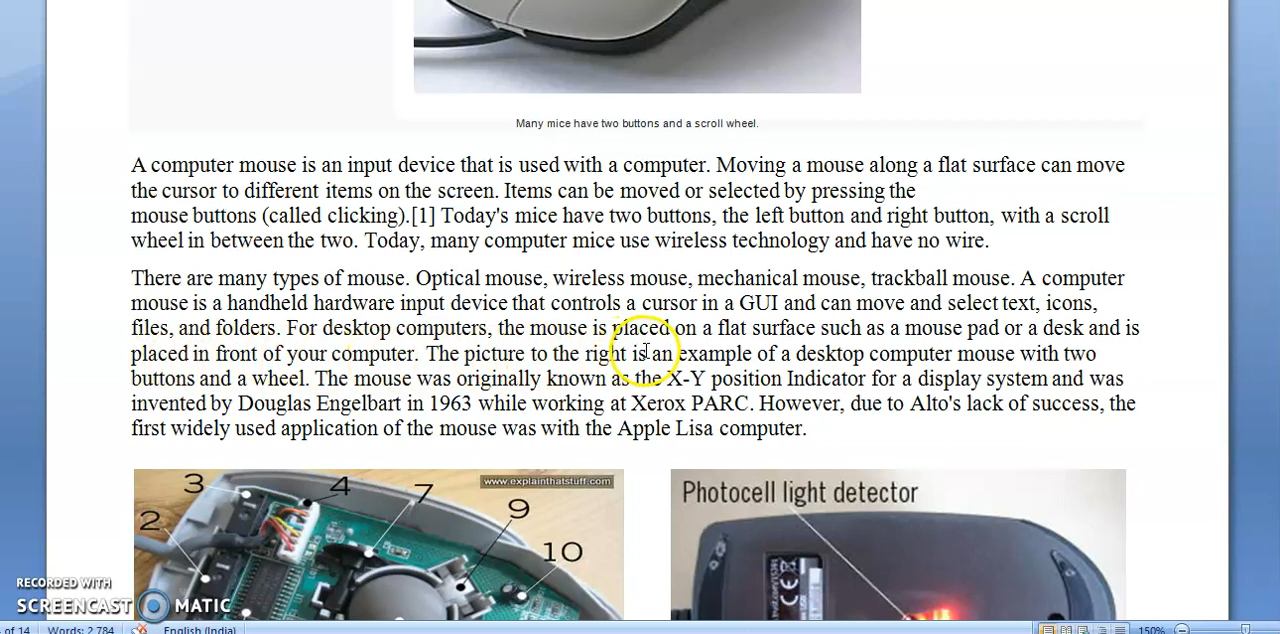 Many mice have two buttons and a scroll wheel.
A computer mouse is an input device that is used with a computer. Moving a mouse along a flat surface can move
the cursor to different items on the screen. Items can be moved or selected by pressing the
mouse buttons (called clicking).[1] Today's mice have two buttons, the left button and right button, with a scroll
wheel in between the two. Today, many computer mice use wireless technology and have no wire.
There are many types of mouse. Optical mouse, wireless mouse, mechanical mouse, trackball mouse. A computer
mouse is a handheld hardware input device that controls a cursor in a GUI and can move and select text, icons,
files, and folders. For desktop computers, the mouse is placed on a flat surface such as a mouse pad or a desk and is
placed in front of your computer. The picture to the right is an example of a desktop computer mouse with two
buttons and a wheel. The mouse was originally known as the X-Y position Indicator for a display system and was
invented by Douglas Engelbart in 1963 while working at Xerox PARC. However, due to Alto's lack of success, the
first widely used application of the mouse was with the Apple Lisa computer.
www.explainthatstuff.com
3
4
7
2
9
10
Photocell light detector
CE
RECORDED WITH
SCREENCAST MATIC
of 14 Words: 2,784 English (India) 150%